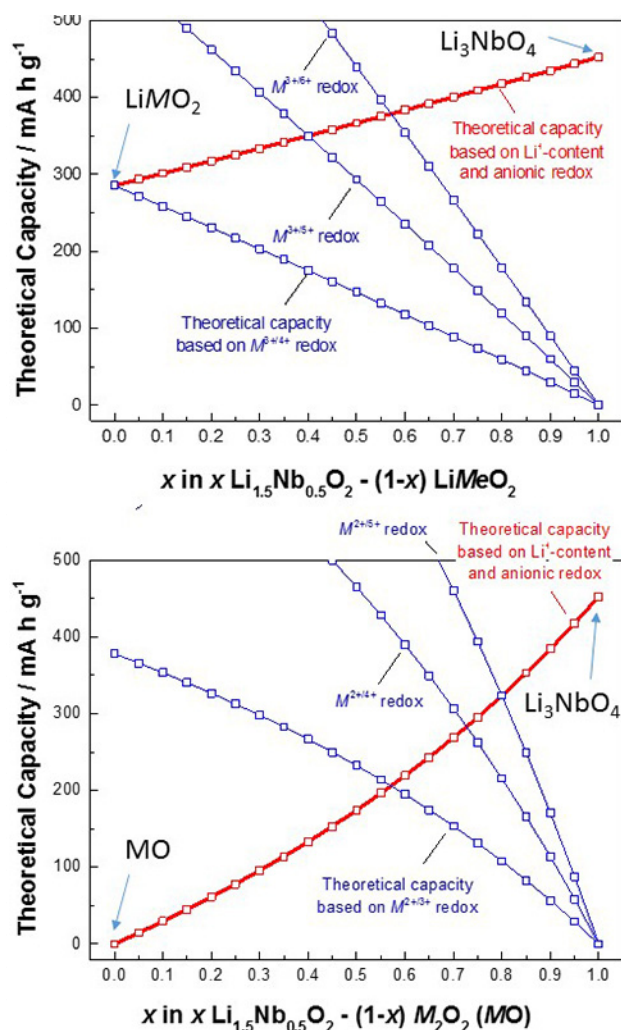 500
400
300
200
100
0
Theoretical Capacity / mA h g⁻¹
M³⁺/⁶⁺ redox
Li₃NbO₄
LiMO₂
Theoretical capacity
based on Li⁺-content
and anionic redox
M³⁺/⁵⁺ redox
Theoretical capacity
based on M³⁺/⁴⁺ redox
0.0 0.1 0.2 0.3 0.4 0.5 0.6 0.7 0.8 0.9 1.0
x in x Li₁.₅Nb₀.₅O₂ - (1-x) LiMeO₂
500
400
300
200
100
0
Theoretical Capacity / mA h g⁻¹
M²⁺/⁵⁺ redox
Theoretical capacity
based on Li⁺-content
and anionic redox
M²⁺/⁴⁺ redox
Li₃NbO₄
MO
Theoretical capacity
based on M²⁺/³⁺ redox
0.0 0.1 0.2 0.3 0.4 0.5 0.6 0.7 0.8 0.9 1.0
x in x Li₁.₅Nb₀.₅O₂ - (1-x) M₂O₂ (MO)